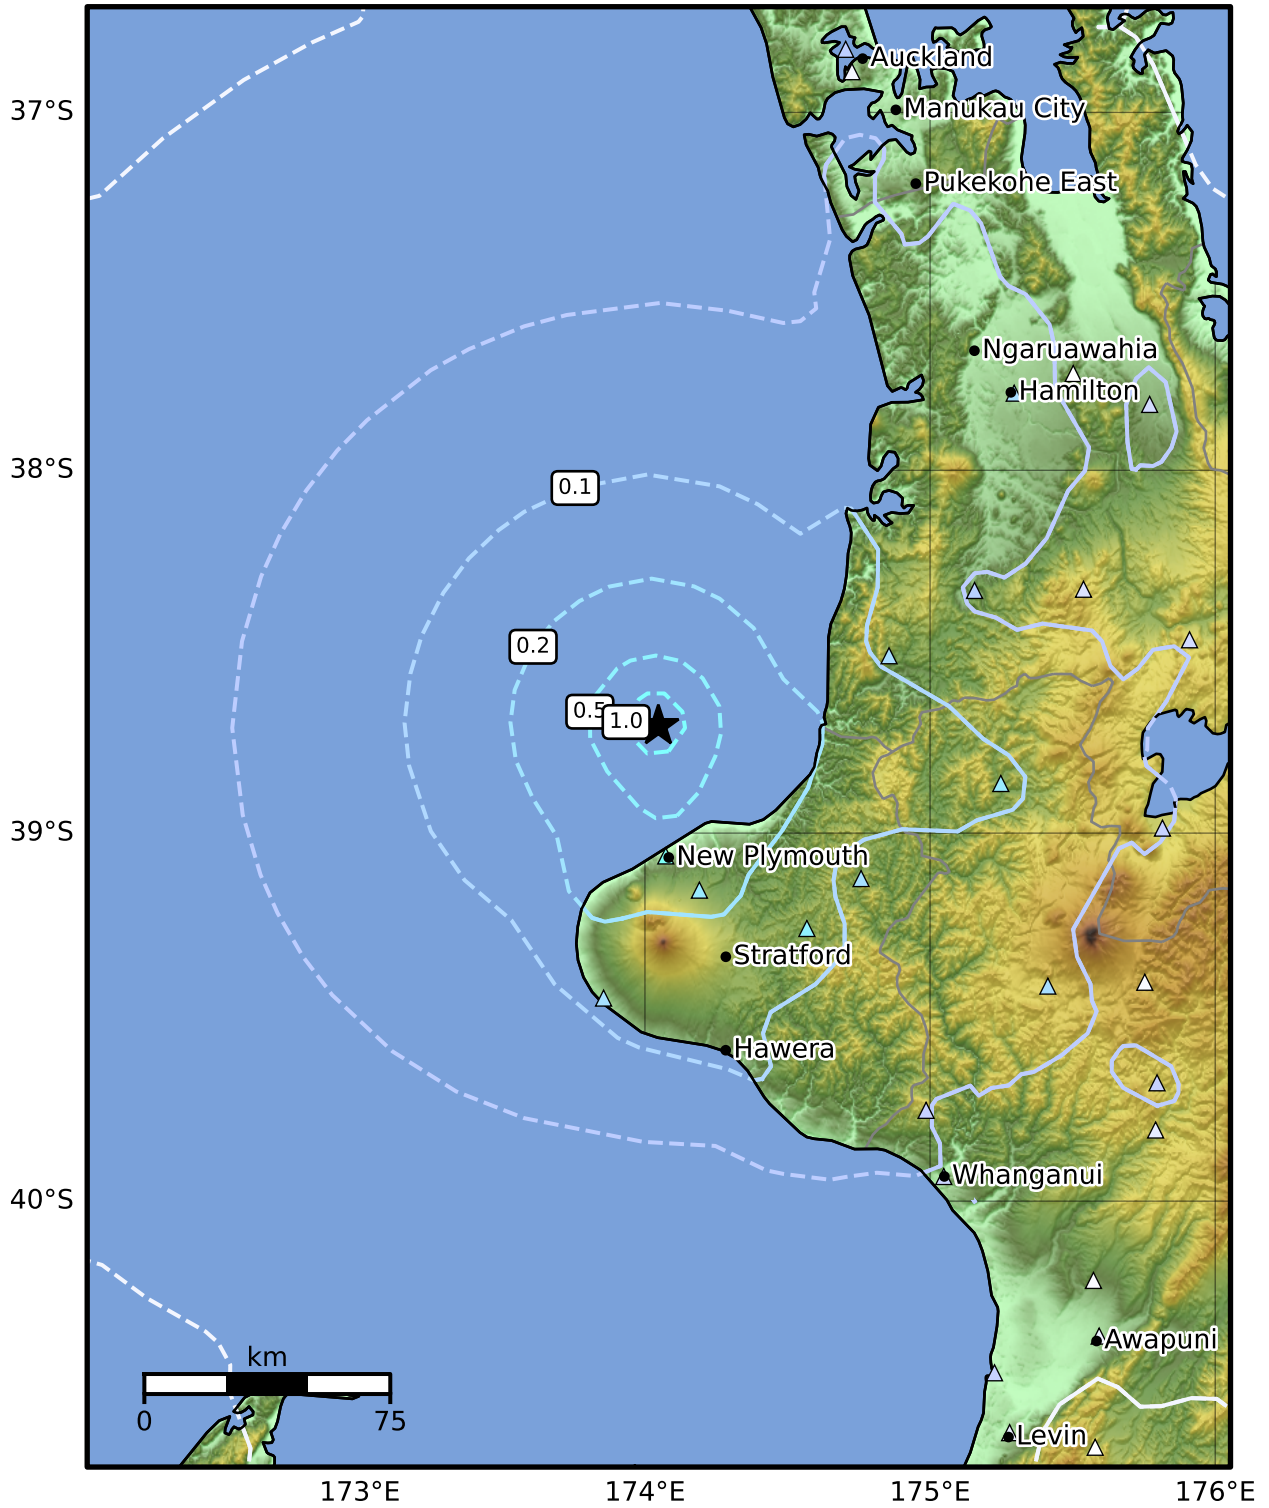 Auckland
37°S
Manukau City
Pukekohe East
Ngaruawahia
Hamilton
38°S
0.1
0.2
0.5
1.0
39°S
New Plymouth
Stratford
Hawera
Whanganui
40°S
Awapuni
km
0
75
Levin
173°E
174°E
175°E
176°E